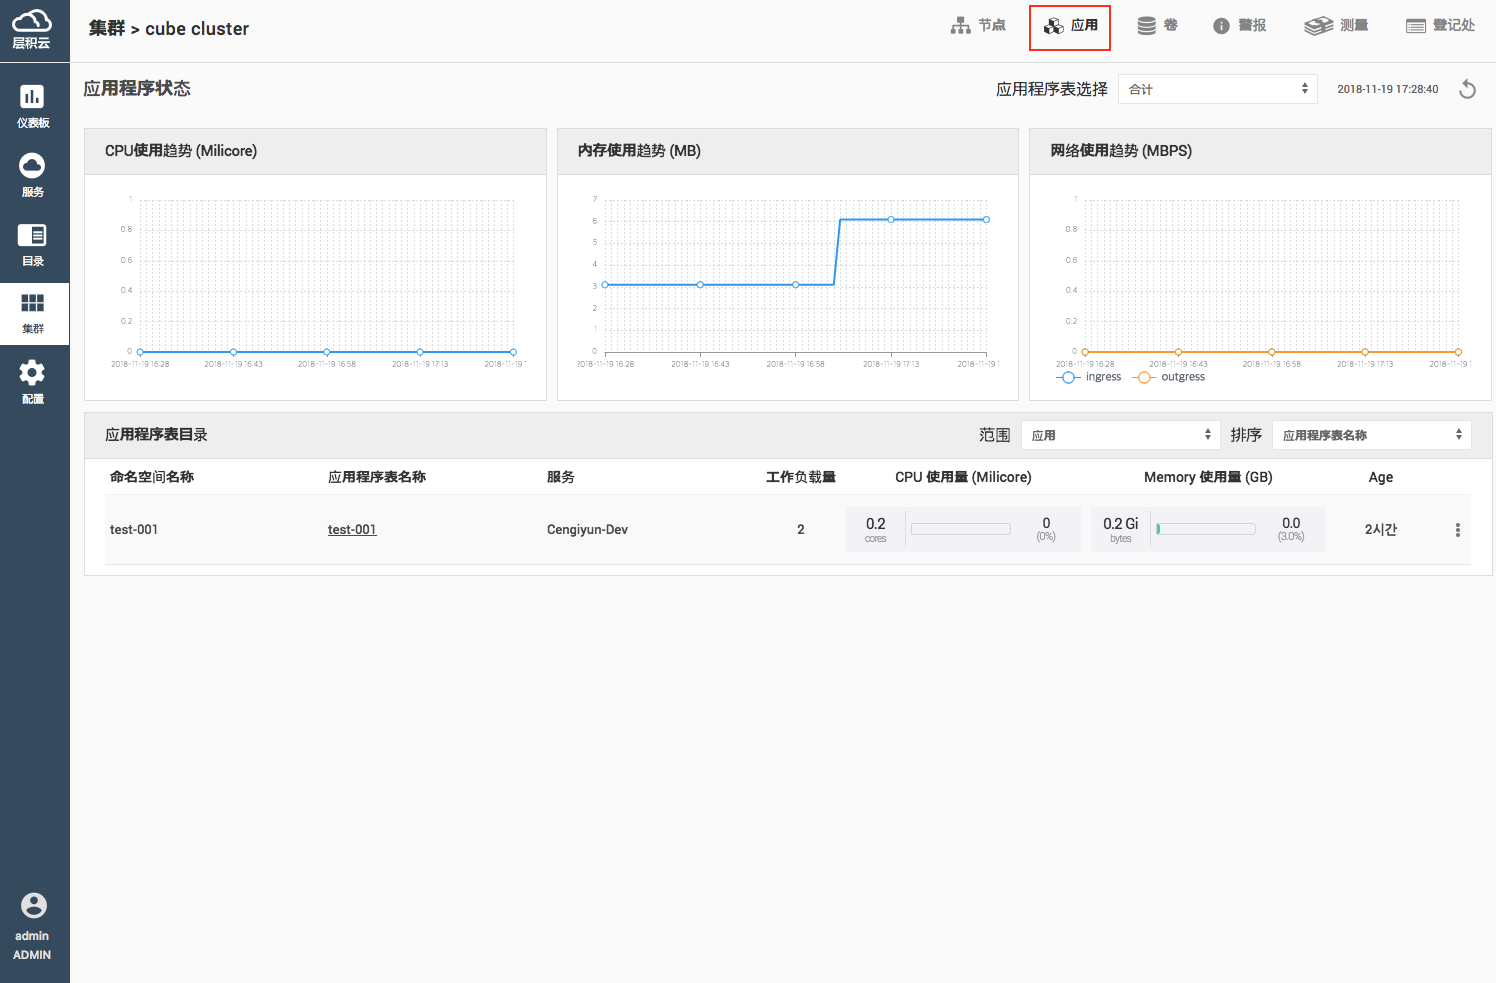 层积云
集群 > cube cluster
节点
应用
卷
警报
测量
登记处
仪表板
服务
目录
集群
配置
admin
ADMIN
应用程序状态
应用程序表选择
合计
2018-11-19 17:28:40
CPU使用趋势 (Milicore)
1
0.8
0.6
0.4
0.2
0
2018-11-19 16:28
2018-11-19 16:43
2018-11-19 16:58
2018-11-19 17:13
2018-11-19
内存使用趋势 (MB)
7
6
5
4
3
2
1
0
2018-11-19 16:28
2018-11-19 16:43
2018-11-19 16:58
2018-11-19 17:13
2018-11-19
网络使用趋势 (MBPS)
1
0.8
0.6
0.4
0.2
0
2018-11-19 16:28
2018-11-19 16:43
2018-11-19 16:58
2018-11-19 17:13
2018-11-19
ingress
outgress
应用程序表目录
范围
应用
排序
应用程序表名称
命名空间名称
应用程序表名称
服务
工作负载量
CPU 使用量 (Milicore)
Memory 使用量 (GB)
Age
test-001
test-001
Cengiyun-Dev
2
0.2
cores
0
(0%)
0.2 Gi
bytes
0.0
(3.0%)
2시간